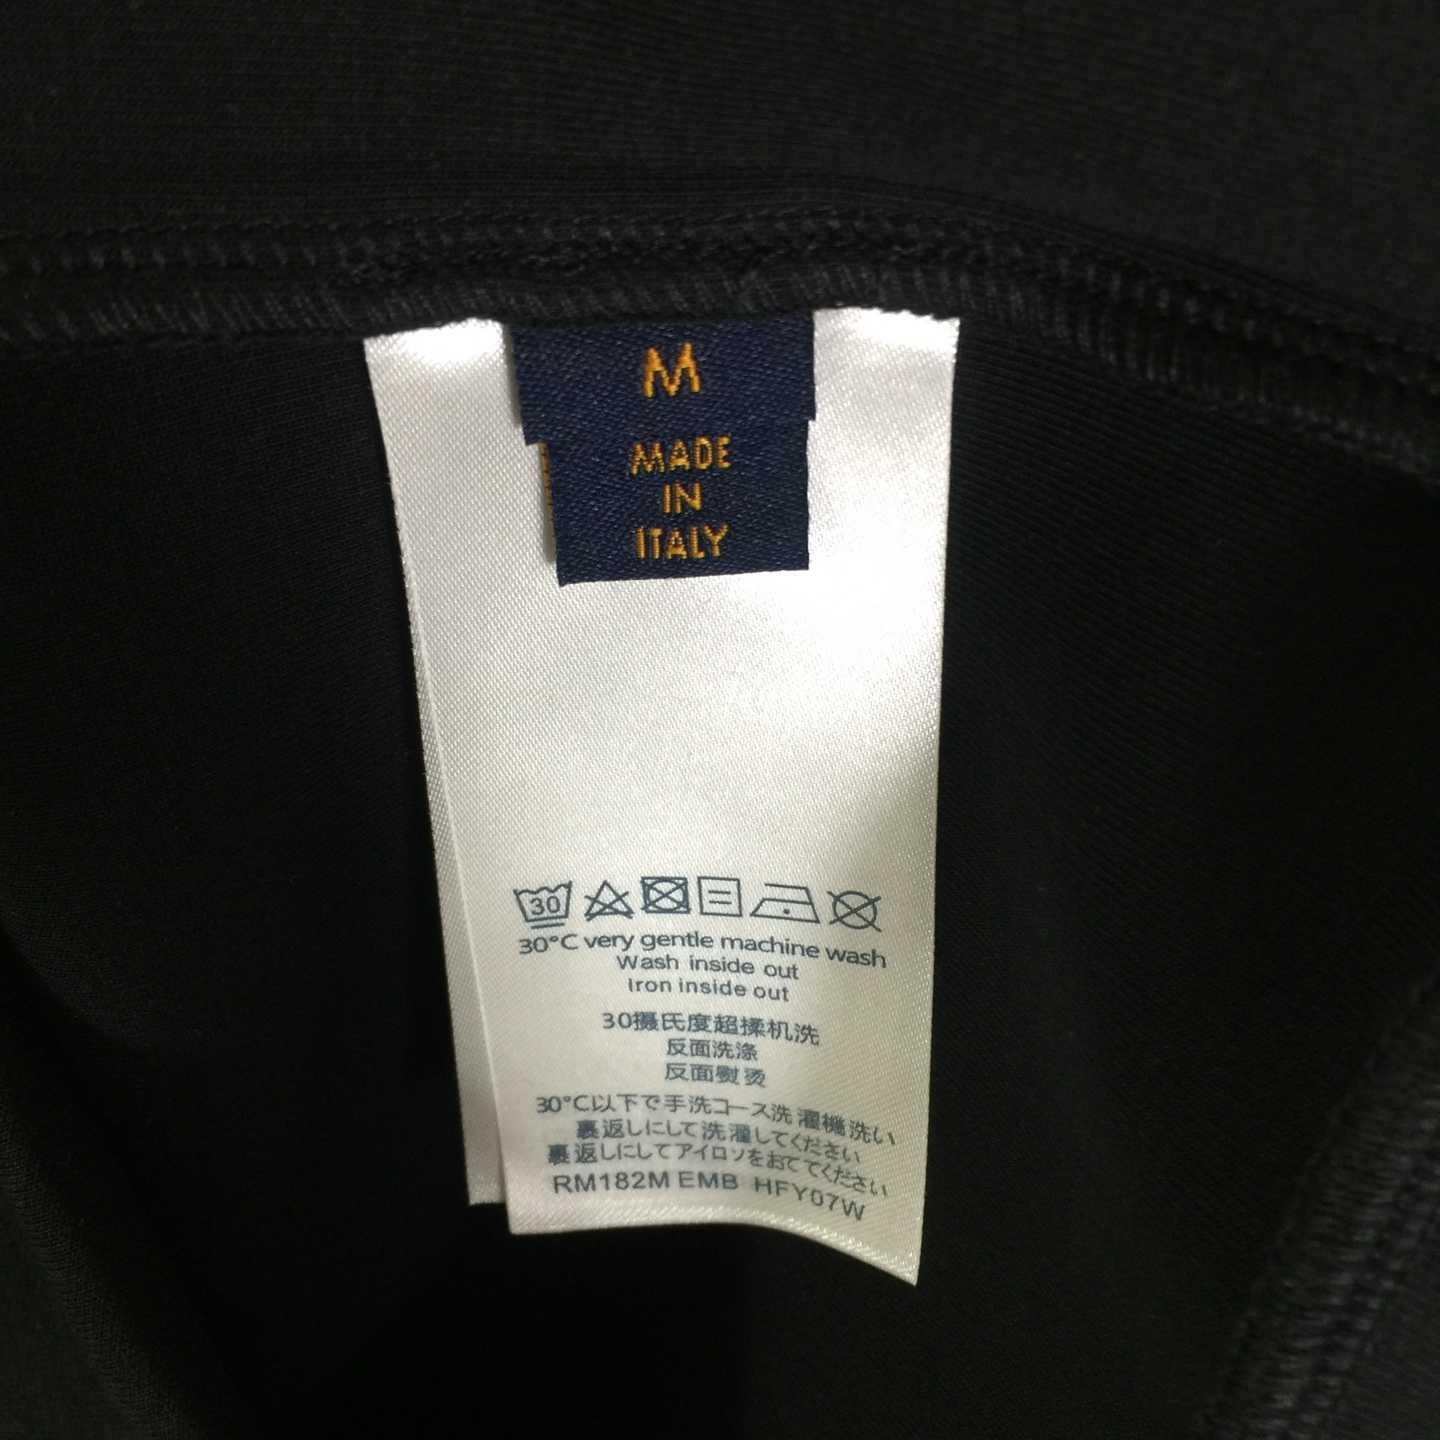 M
MADE
IN
ITALY
30
30°C very gentle machine wash
Wash inside out
Iron inside out
30摄氏度超揉机洗
反面洗涤
反面熨烫
30°C以下で手洗コース洗濯機洗い
裏返しにして洗濯してください
裏返しにしてアイロソをおててください
RM182M EMB HFY07W